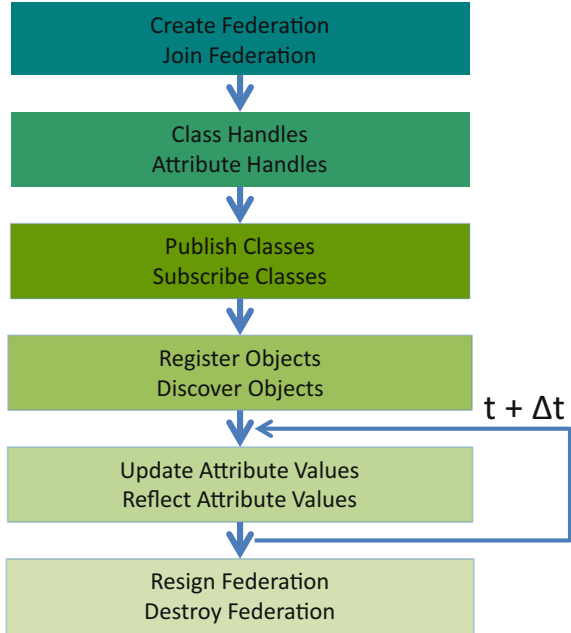 Create Federation
Join Federation
Class Handles
Attribute Handles
Publish Classes
Subscribe Classes
Register Objects
Discover Objects
t + Δt
Update Attribute Values
Reflect Attribute Values
Resign Federation
Destroy Federation